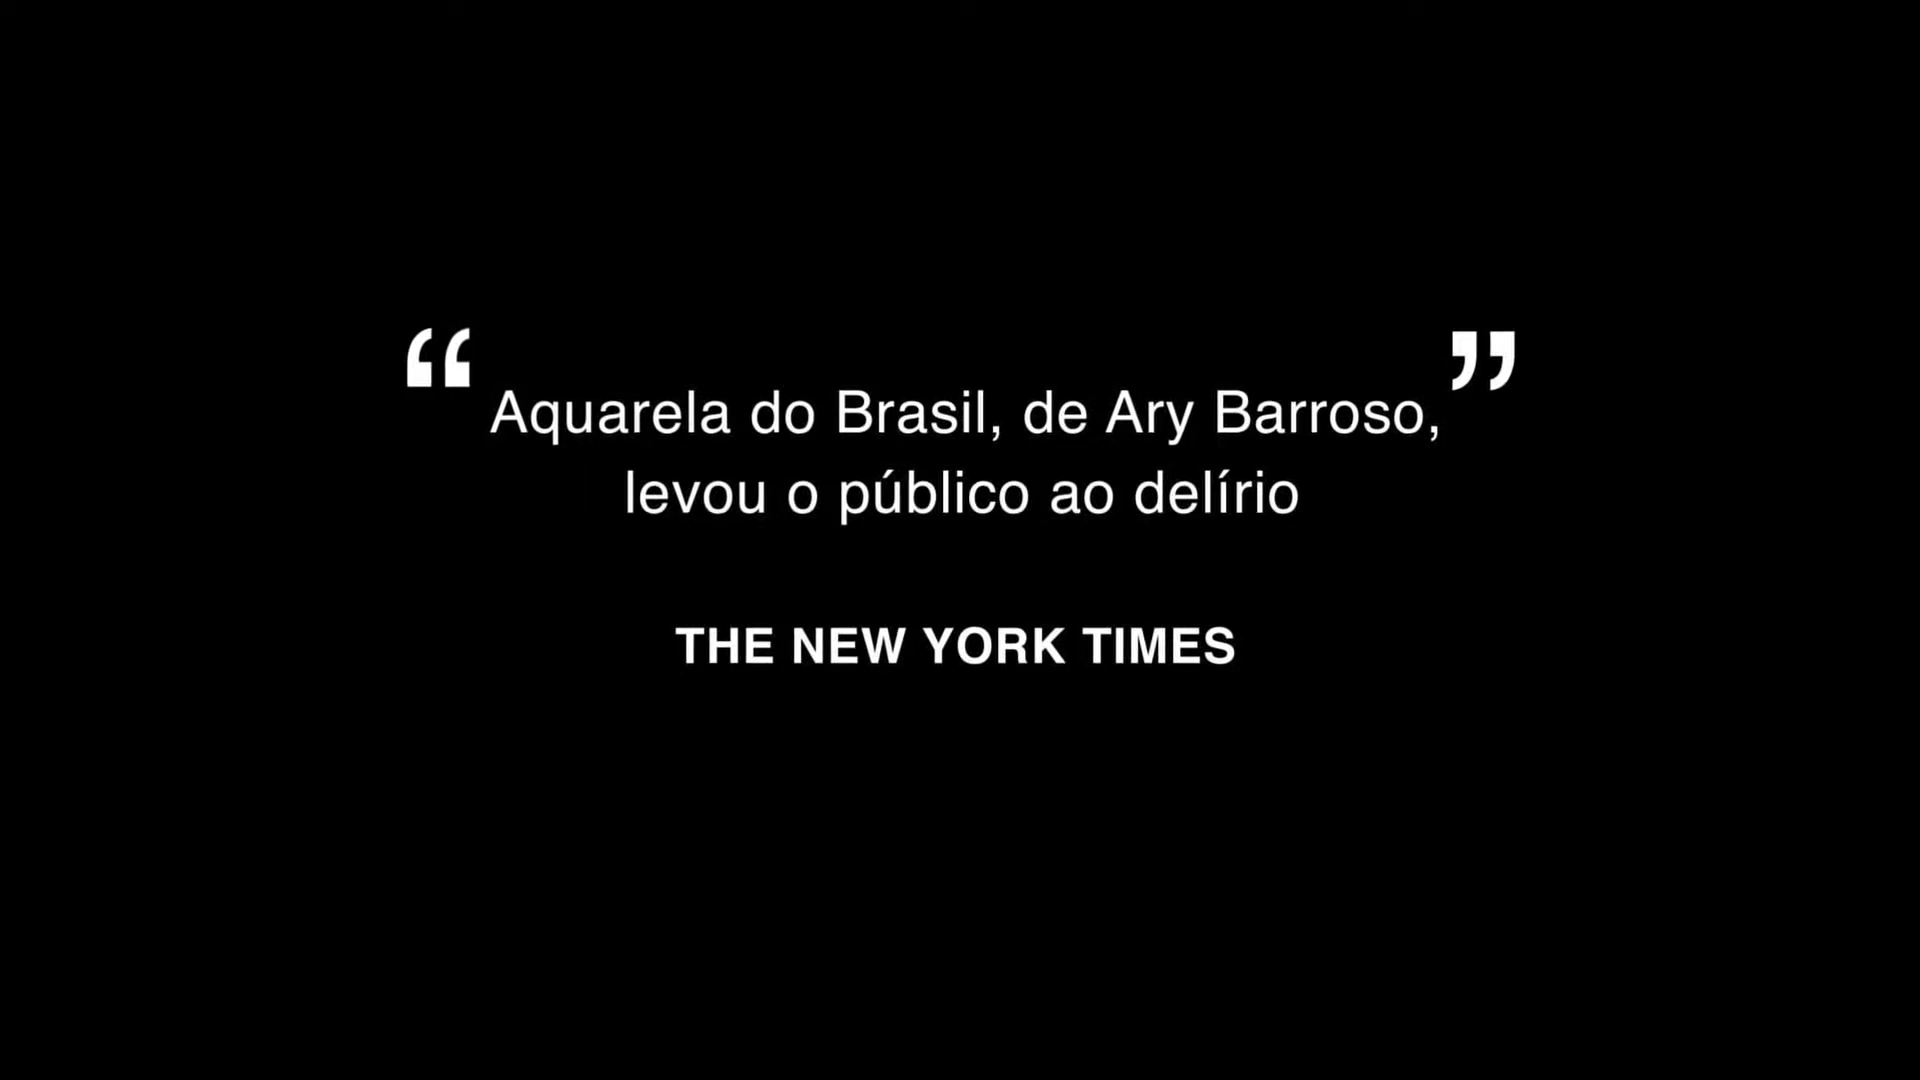 “Aquarela do Brasil, de Ary Barroso,”
levou o público ao delírio
THE NEW YORK TIMES